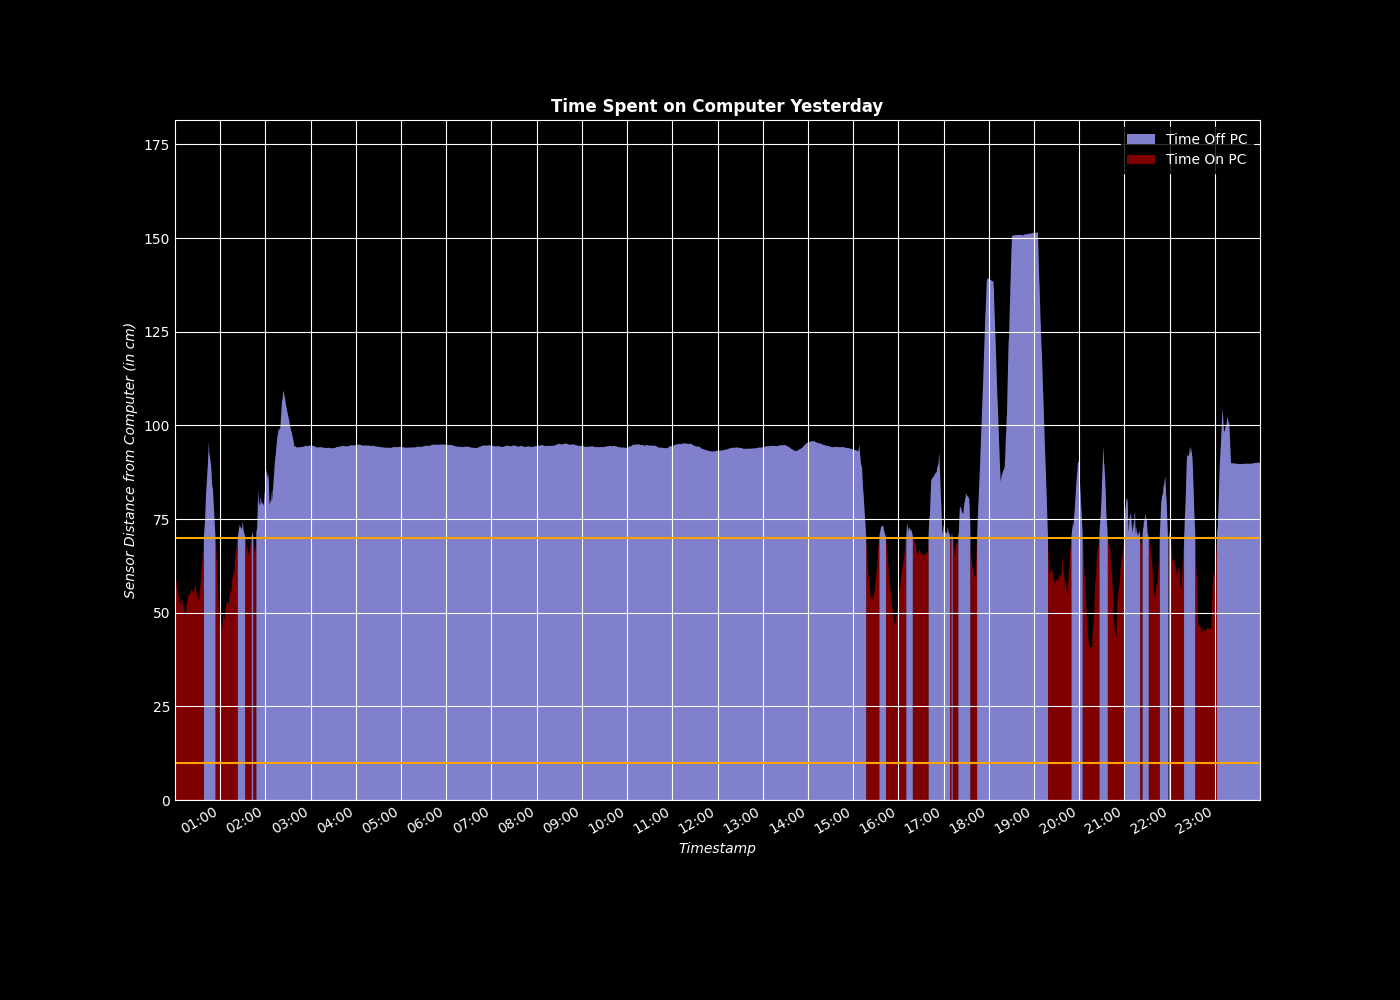 Time Spent on Computer Yesterday
Time Off PC
Time On PC
Sensor Distance from Computer (in cm)
175
150
125
100
75
50
25
0
01:00 02:00 03:00 04:00 05:00 06:00 07:00 08:00 09:00 10:00 11:00 12:00 13:00 14:00 15:00 16:00 17:00 18:00 19:00 20:00 21:00 22:00 23:00
Timestamp